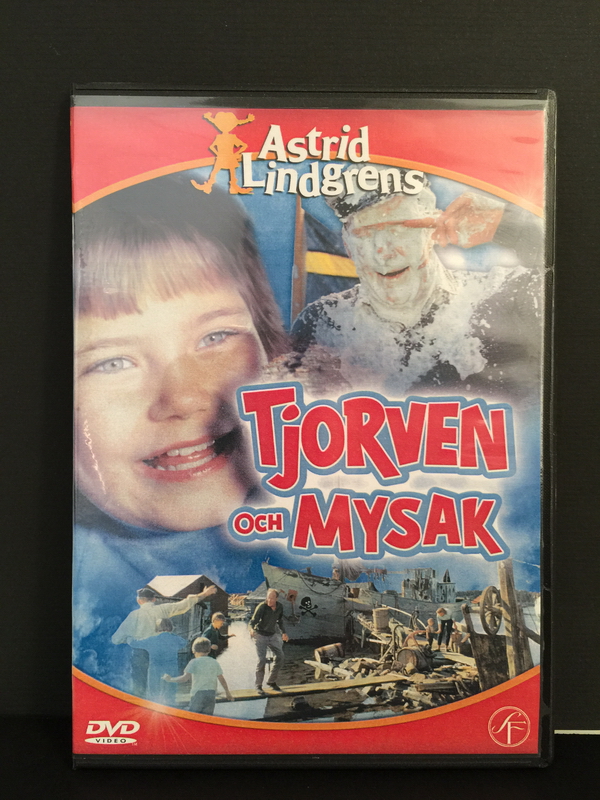 Astrid
Lindgrens
TJORVEN
OCH MYSAK
DVD
VIDEO
SF